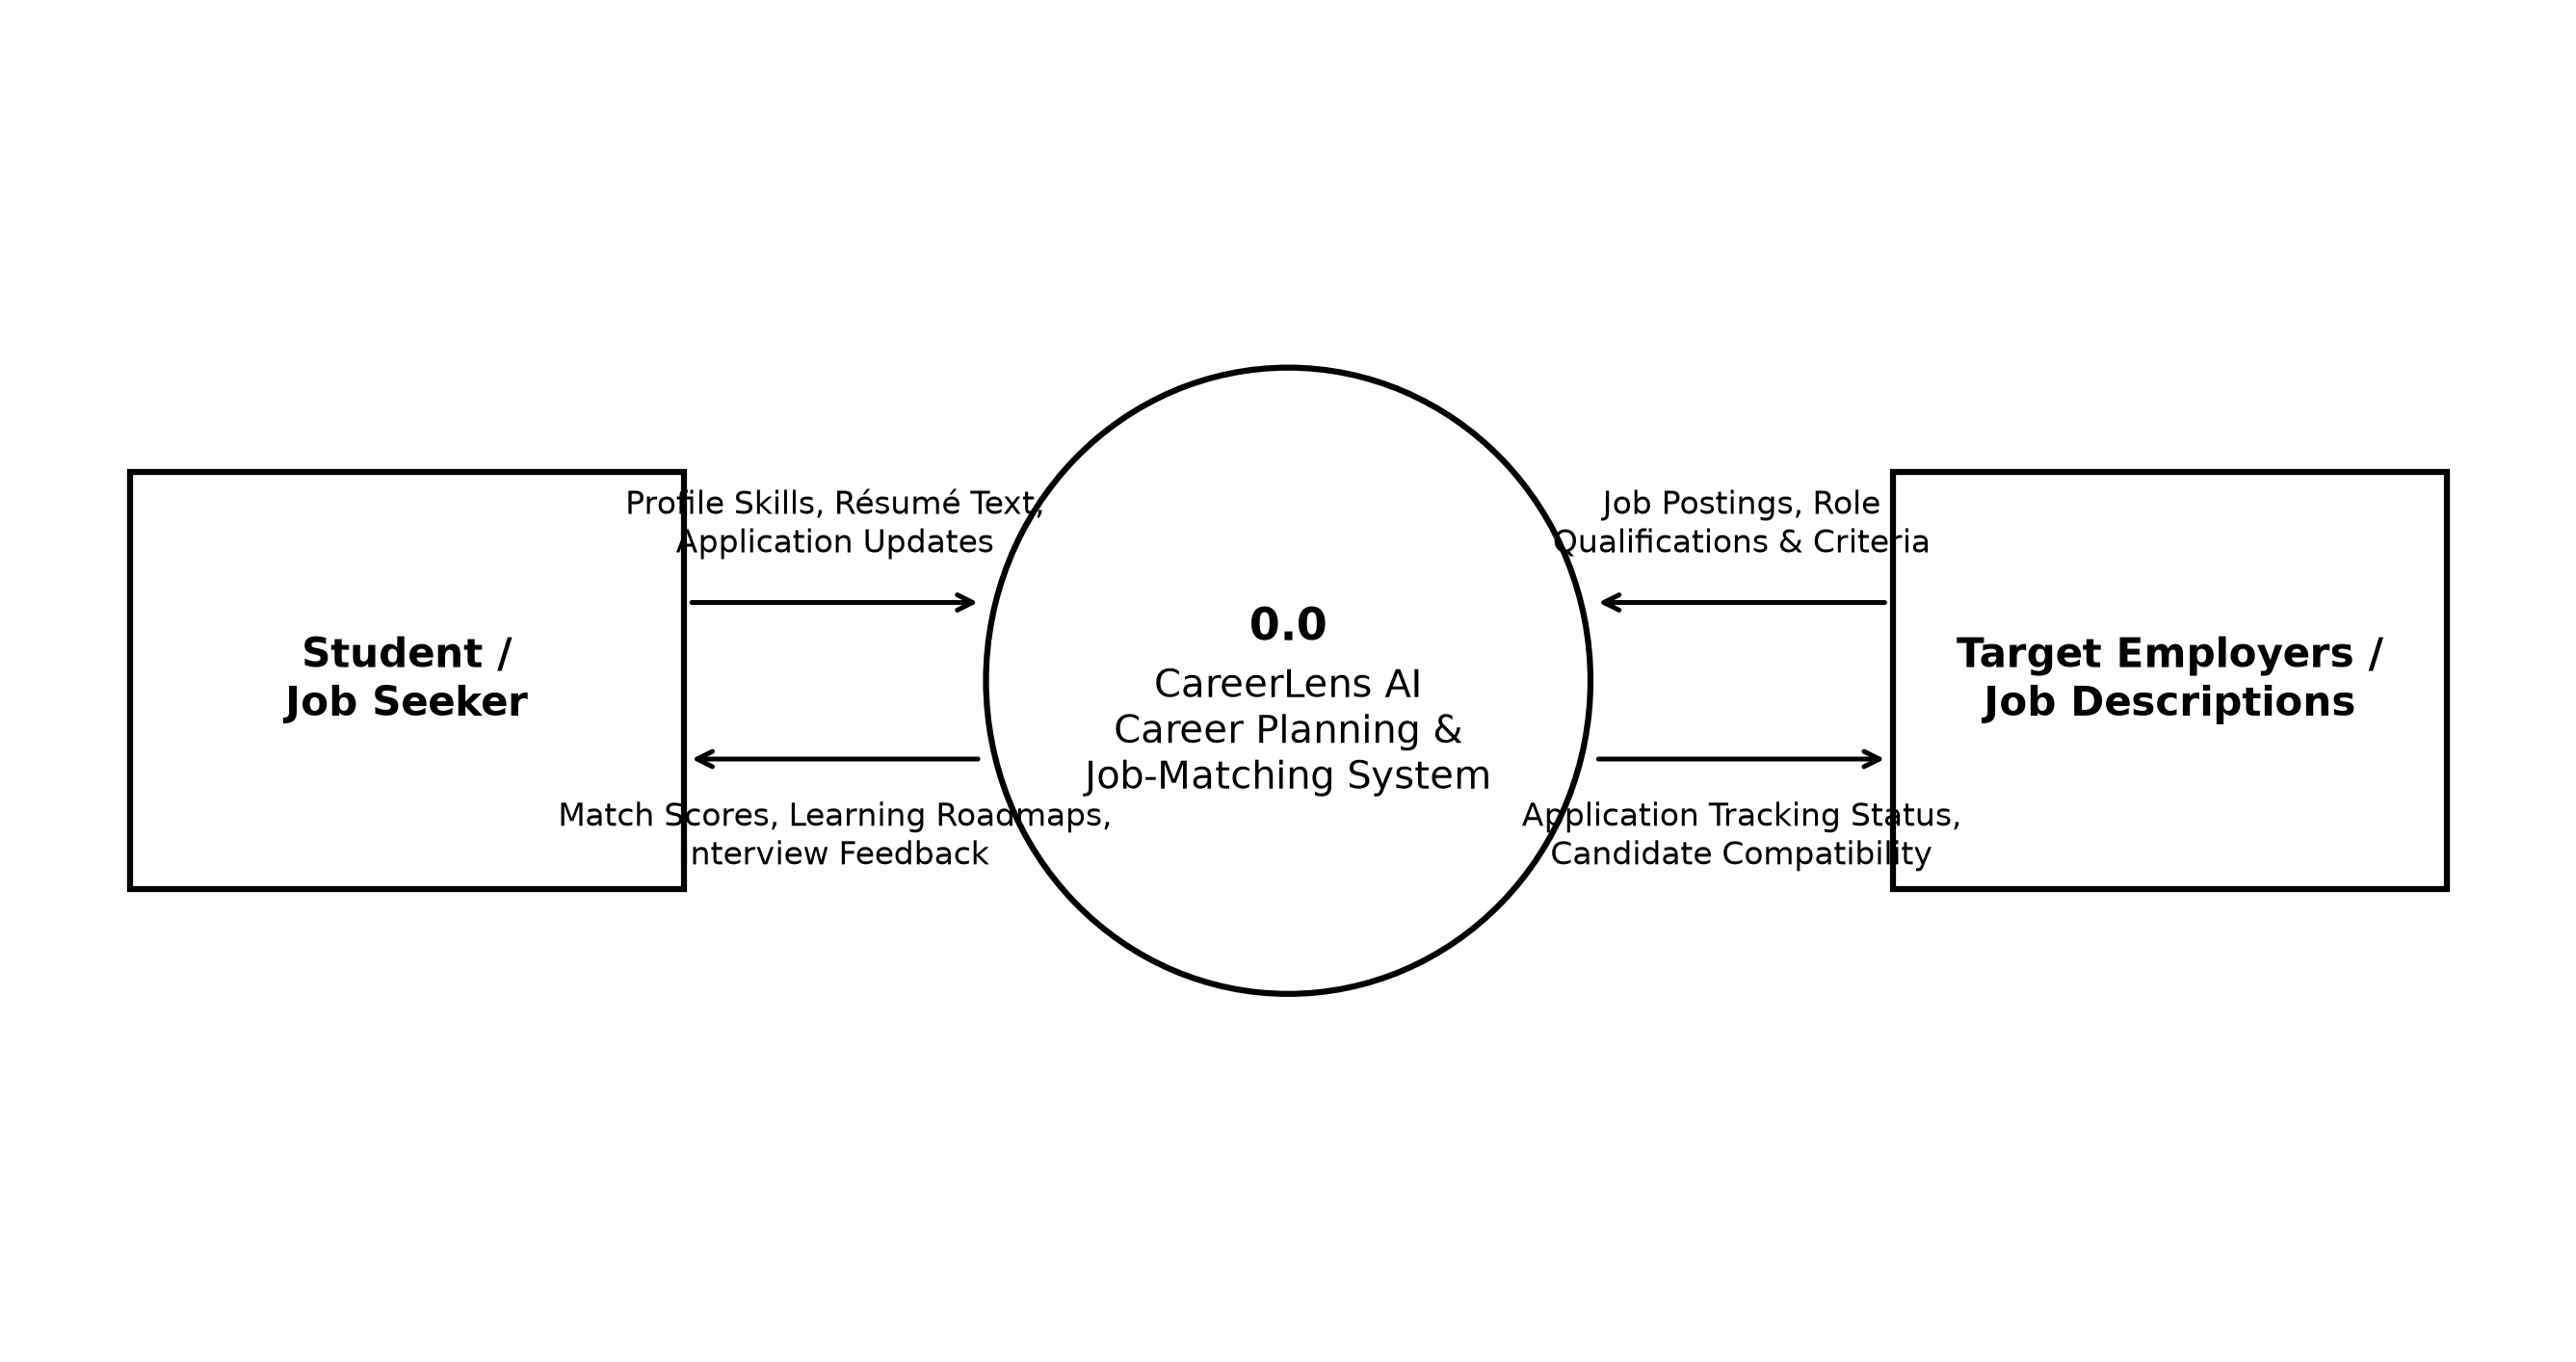 Student /
Job Seeker
Profile Skills, Résumé Text,
Application Updates
Match Scores, Learning Roadmaps,
Interview Feedback
0.0
CareerLens AI
Career Planning &
Job-Matching System
Job Postings, Role
Qualifications & Criteria
Application Tracking Status,
Candidate Compatibility
Target Employers /
Job Descriptions